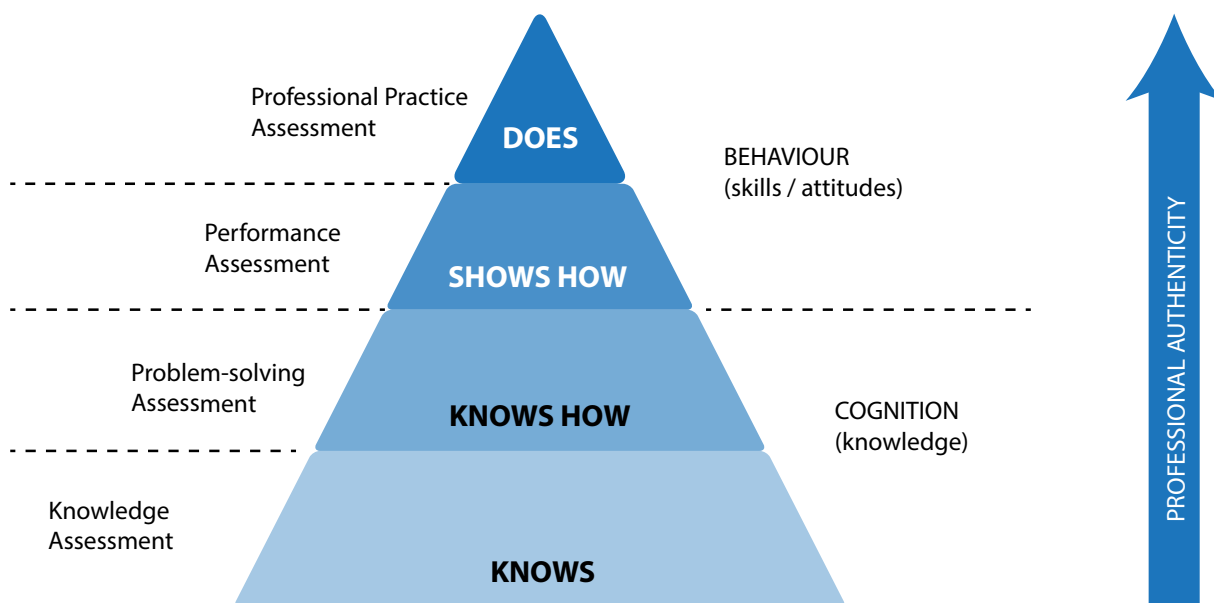 Professional Practice
Assessment
DOES
BEHAVIOUR
(skills / attitudes)
Performance
Assessment
SHOWS HOW
Problem-solving
Assessment
KNOWS HOW
COGNITION
(knowledge)
Knowledge
Assessment
KNOWS
PROFESSIONAL AUTHENTICITY